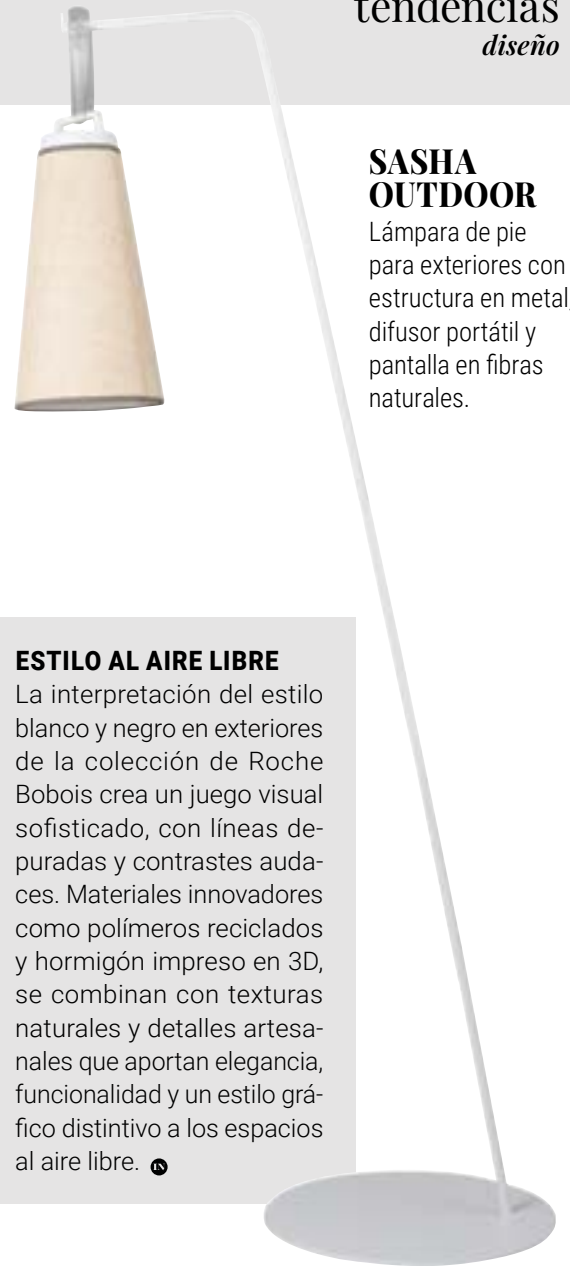 tendencias
diseño
SASHA
OUTDOOR
Lámpara de pie
para exteriores con
estructura en metal,
difusor portátil y
pantalla en fibras
naturales.
ESTILO AL AIRE LIBRE
La interpretación del estilo
blanco y negro en exteriores
de la colección de Roche
Bobois crea un juego visual
sofisticado, con líneas de-
puradas y contrastes auda-
ces. Materiales innovadores
como polímeros reciclados
y hormigón impreso en 3D,
se combinan con texturas
naturales y detalles artesa-
nales que aportan elegancia,
funcionalidad y un estilo grá-
fico distintivo a los espacios
al aire libre. IN